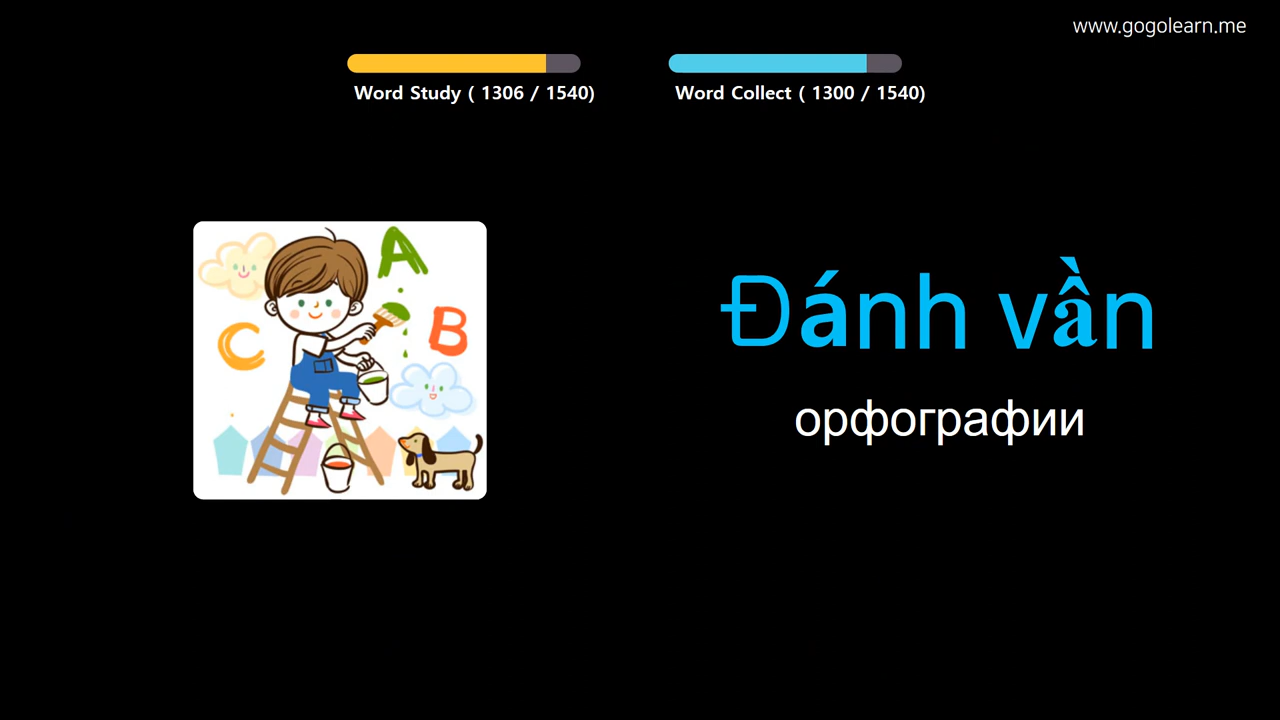 www.gogolearn.me
Word Study ( 1306 / 1540)
Word Collect ( 1300 / 1540)
A
B
C
Đánh vần
орфографии